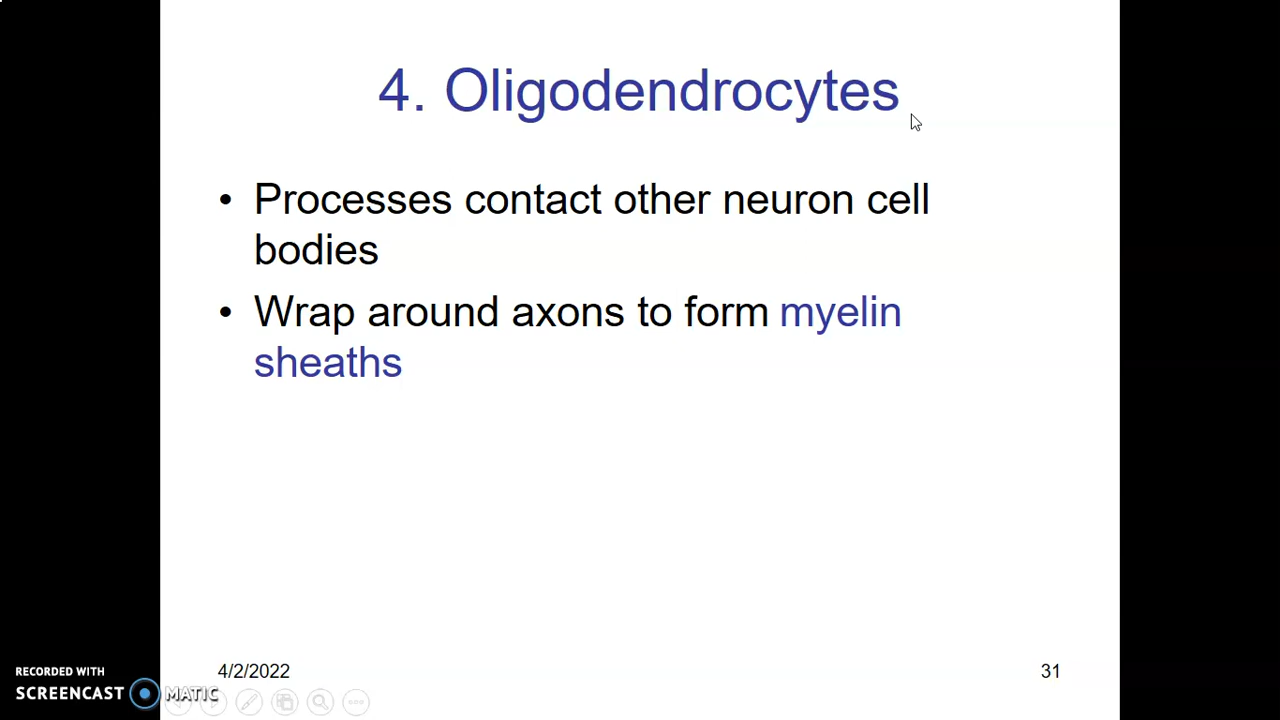 4. Oligodendrocytes
• Processes contact other neuron cell
bodies
• Wrap around axons to form myelin
sheaths
4/2/2022
31
RECORDED WITH
SCREENCAST MATIC